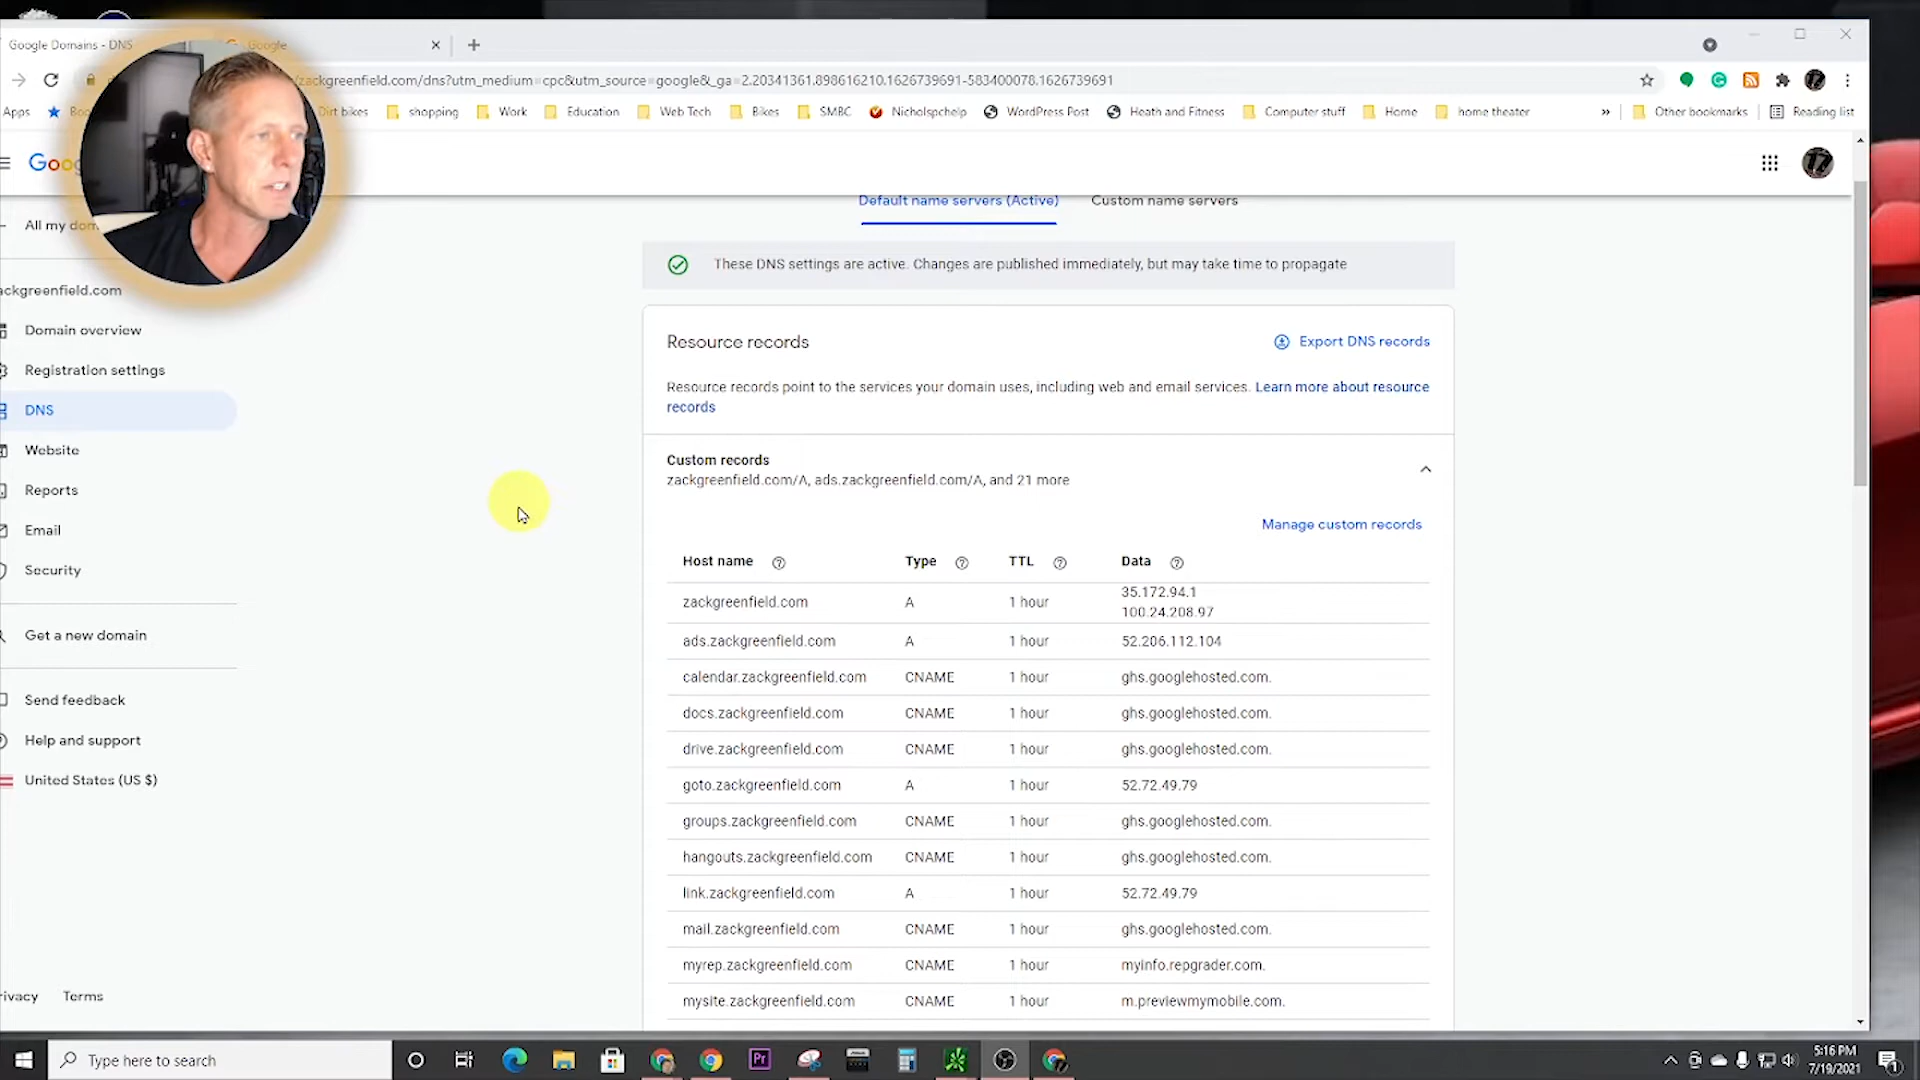 Google Domains - DNS
Google
zackgreenfield.com/dns?utm_medium=cpc&utm_source=google&_ga=2.20341361.898616210.1626739691-583400078.1626739691
Apps
shopping
Work
Education
Web Tech
Bikes
SMBC
Nicholspchelp
WordPress Post
Heath and Fitness
Computer stuff
Home
home theater
»
Other bookmarks
Reading list
Default name servers (Active)
Custom name servers
These DNS settings are active. Changes are published immediately, but may take time to propagate
ackgreenfield.com
Domain overview
Registration settings
DNS
Website
Reports
Email
Security
Get a new domain
Send feedback
Help and support
United States (US $)
Terms
Resource records
Export DNS records
Resource records point to the services your domain uses, including web and email services. Learn more about resource
records
Custom records
zackgreenfield.com/A, ads.zackgreenfield.com/A, and 21 more
Manage custom records
Host name Type TTL Data
zackgreenfield.com A 1 hour 35.172.94.1
100.24.208.97
ads.zackgreenfield.com A 1 hour 52.206.112.104
calendar.zackgreenfield.com CNAME 1 hour ghs.googlehosted.com.
docs.zackgreenfield.com CNAME 1 hour ghs.googlehosted.com.
drive.zackgreenfield.com CNAME 1 hour ghs.googlehosted.com.
goto.zackgreenfield.com A 1 hour 52.72.49.79
groups.zackgreenfield.com CNAME 1 hour ghs.googlehosted.com.
hangouts.zackgreenfield.com CNAME 1 hour ghs.googlehosted.com.
link.zackgreenfield.com A 1 hour 52.72.49.79
mail.zackgreenfield.com CNAME 1 hour ghs.googlehosted.com.
myrep.zackgreenfield.com CNAME 1 hour myinfo.repgrader.com.
mysite.zackgreenfield.com CNAME 1 hour m.previewmymobile.com.
Type here to search
Pr
5:16 PM
7/19/2021
1